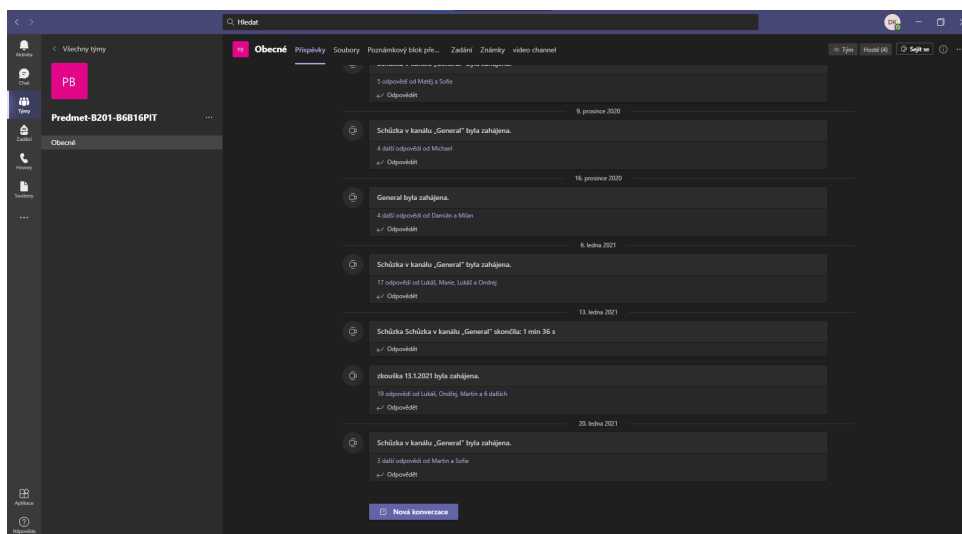 Hledat
DK
Aktivita
Chat
Týmy
Zadání
Hovory
Soubory
Aplikace
Nápověda
Všechny týmy
PB
Predmet-B201-B6B16PIT
Obecné
PB
Obecné Příspěvky Soubory Poznámkový blok pře... Zadání Známky video channel
Tým Hosté (4) Sejít se
5 odpovědí od Matěj a Sofie
Odpovědět
9. prosince 2020
Schůzka v kanálu „General" byla zahájena.
4 další odpovědi od Michael
Odpovědět
16. prosince 2020
General byla zahájena.
4 další odpovědi od Damián a Milan
Odpovědět
6. ledna 2021
Schůzka v kanálu „General" byla zahájena.
17 odpovědí od Lukáš, Marie, Lukáš a Ondrej
Odpovědět
13. ledna 2021
Schůzka Schůzka v kanálu „General" skončila: 1 min 36 s
Odpovědět
zkouška 13.1.2021 byla zahájena.
19 odpovědí od Lukáš, Ondřej, Martin a 6 dalších
Odpovědět
20. ledna 2021
Schůzka v kanálu „General" byla zahájena.
3 další odpovědi od Martin a Sofie
Odpovědět
Nová konverzace